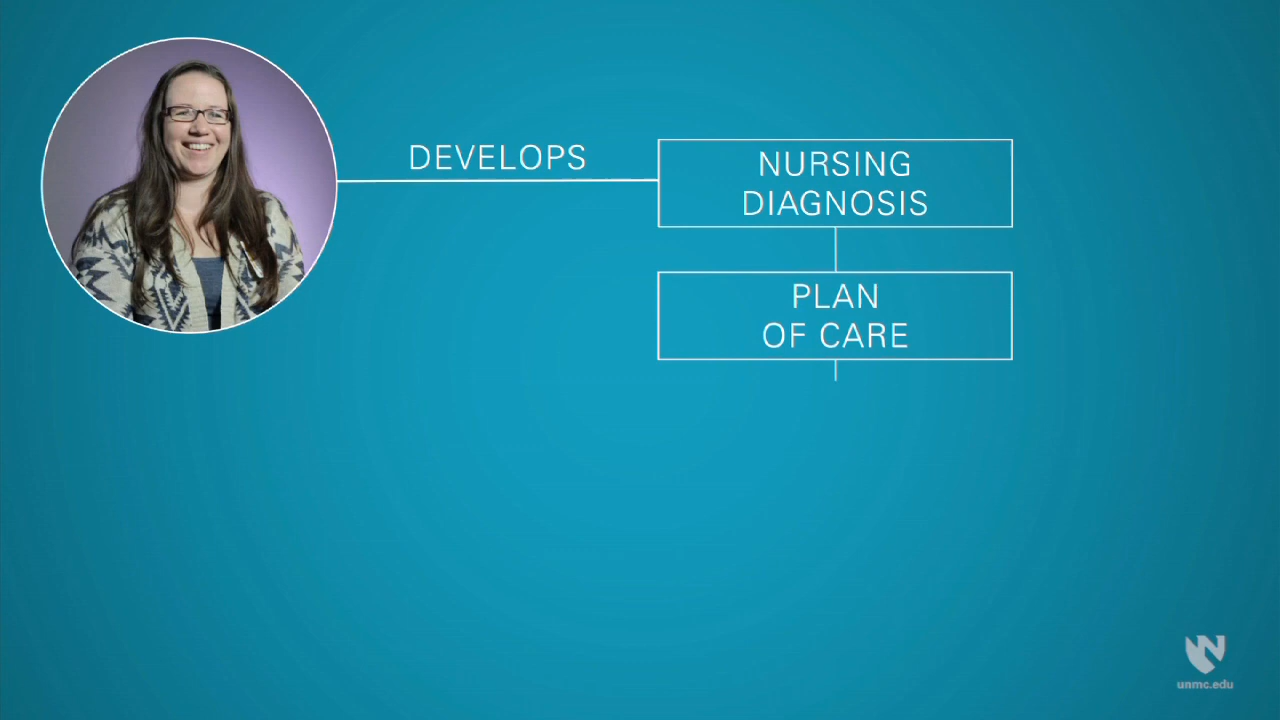 DEVELOPS
NURSING
DIAGNOSIS
PLAN
OF CARE
unmc.edu